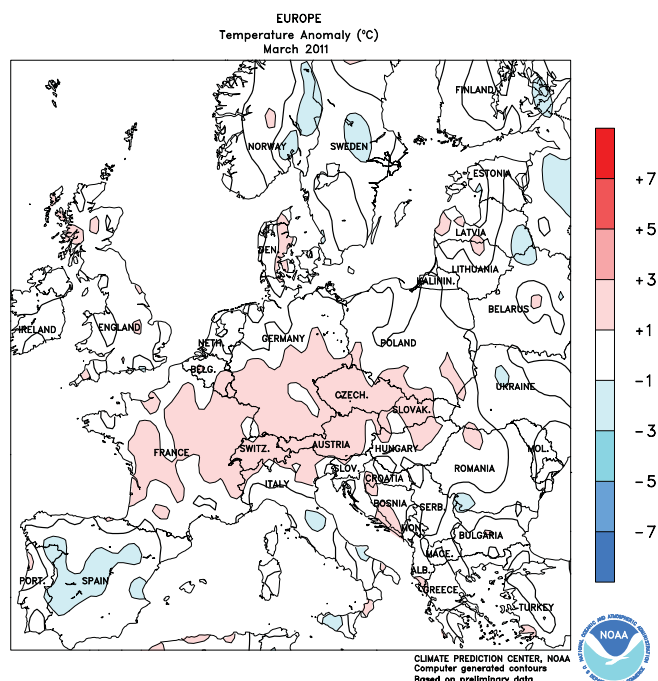 EUROPE
Temperature Anomaly (°C)
March 2011
FINLAND
NORWAY
SWEDEN
ESTONIA
LATVIA
DEN.
LITHUANIA
KALININ.
BELARUS
IRELAND
ENGLAND
NETH.
GERMANY
POLAND
BELG.
UKRAINE
CZECH.
SLOVAK.
FRANCE
SWITZ.
AUSTRIA
HUNGARY
MOL.
SLOV.
ROMANIA
ITALY
CROATIA
BOSNIA
SERB.
MON.
BULGARIA
MACE.
ALB.
PORT.
SPAIN
GREECE
TURKEY
+7
+5
+3
+1
-1
-3
-5
-7
NOAA
CLIMATE PREDICTION CENTER, NOAA
Computer generated contours
Based on preliminary data